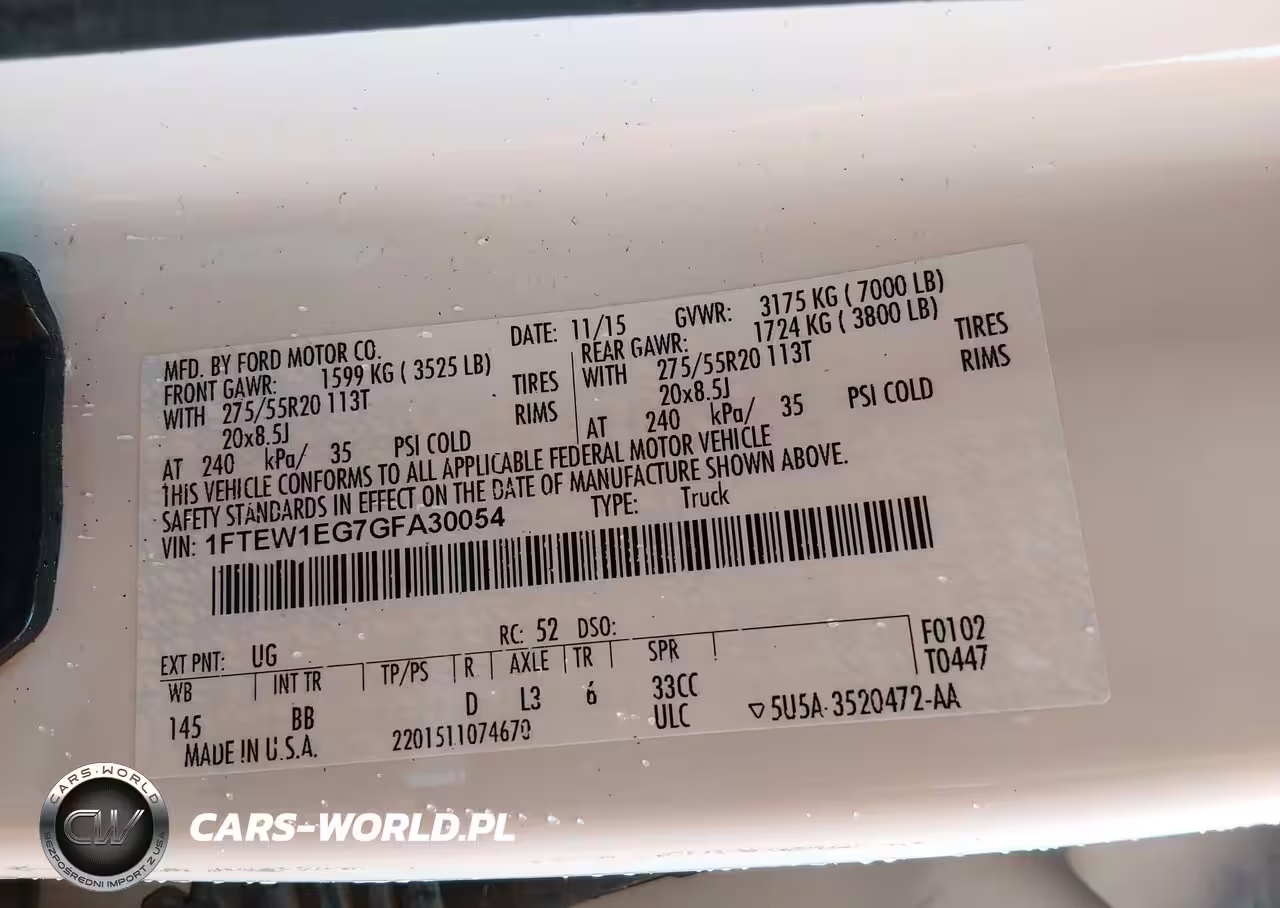 MFD. BY FORD MOTOR CO. DATE: 11/15 GVWR: 3175 KG ( 7000 LB)
FRONT GAWR: 1599 KG ( 3525 LB) REAR GAWR: 1724 KG ( 3800 LB)
WITH 275/55R20 113T TIRES WITH 275/55R20 113T TIRES
20x8.5J RIMS 20x8.5J RIMS
AT 240 kPa/ 35 PSI COLD AT 240 kPa/ 35 PSI COLD
THIS VEHICLE CONFORMS TO ALL APPLICABLE FEDERAL MOTOR VEHICLE
SAFETY STANDARDS IN EFFECT ON THE DATE OF MANUFACTURE SHOWN ABOVE.
VIN: 1FTEW1EG7GFA30054 TYPE: Truck
EXT PNT: UG RC: 52 DSO: F0102
WB INT TR TP/PS R AXLE TR SPR T0447
145 BB D L3 6 33CC
ULC ▽5U5A-3520472-AA
MADE IN U.S.A. 2201511074670
CARS-WORLD
CW
BEZPOŚREDNI IMPORT Z USA
CARS-WORLD.PL